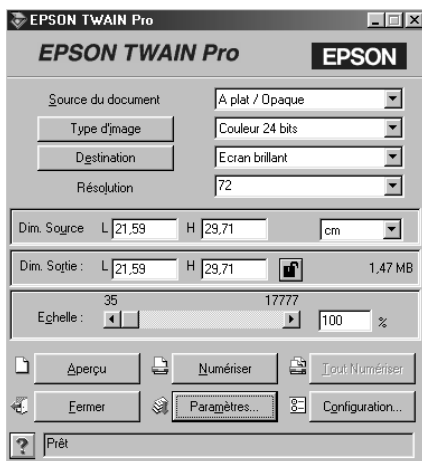 EPSON TWAIN Pro
EPSON TWAIN Pro EPSON
Source du document A plat / Opaque
Type d'image Couleur 24 bits
Destination Ecran brillant
Résolution 72
Dim. Source L 21,59 H 29,71 cm
Dim. Sortie : L 21,59 H 29,71 1,47 MB
35 17777
Echelle : 100 %
Aperçu Numériser Tout Numériser
Fermer Paramètres... Configuration...
? Prêt